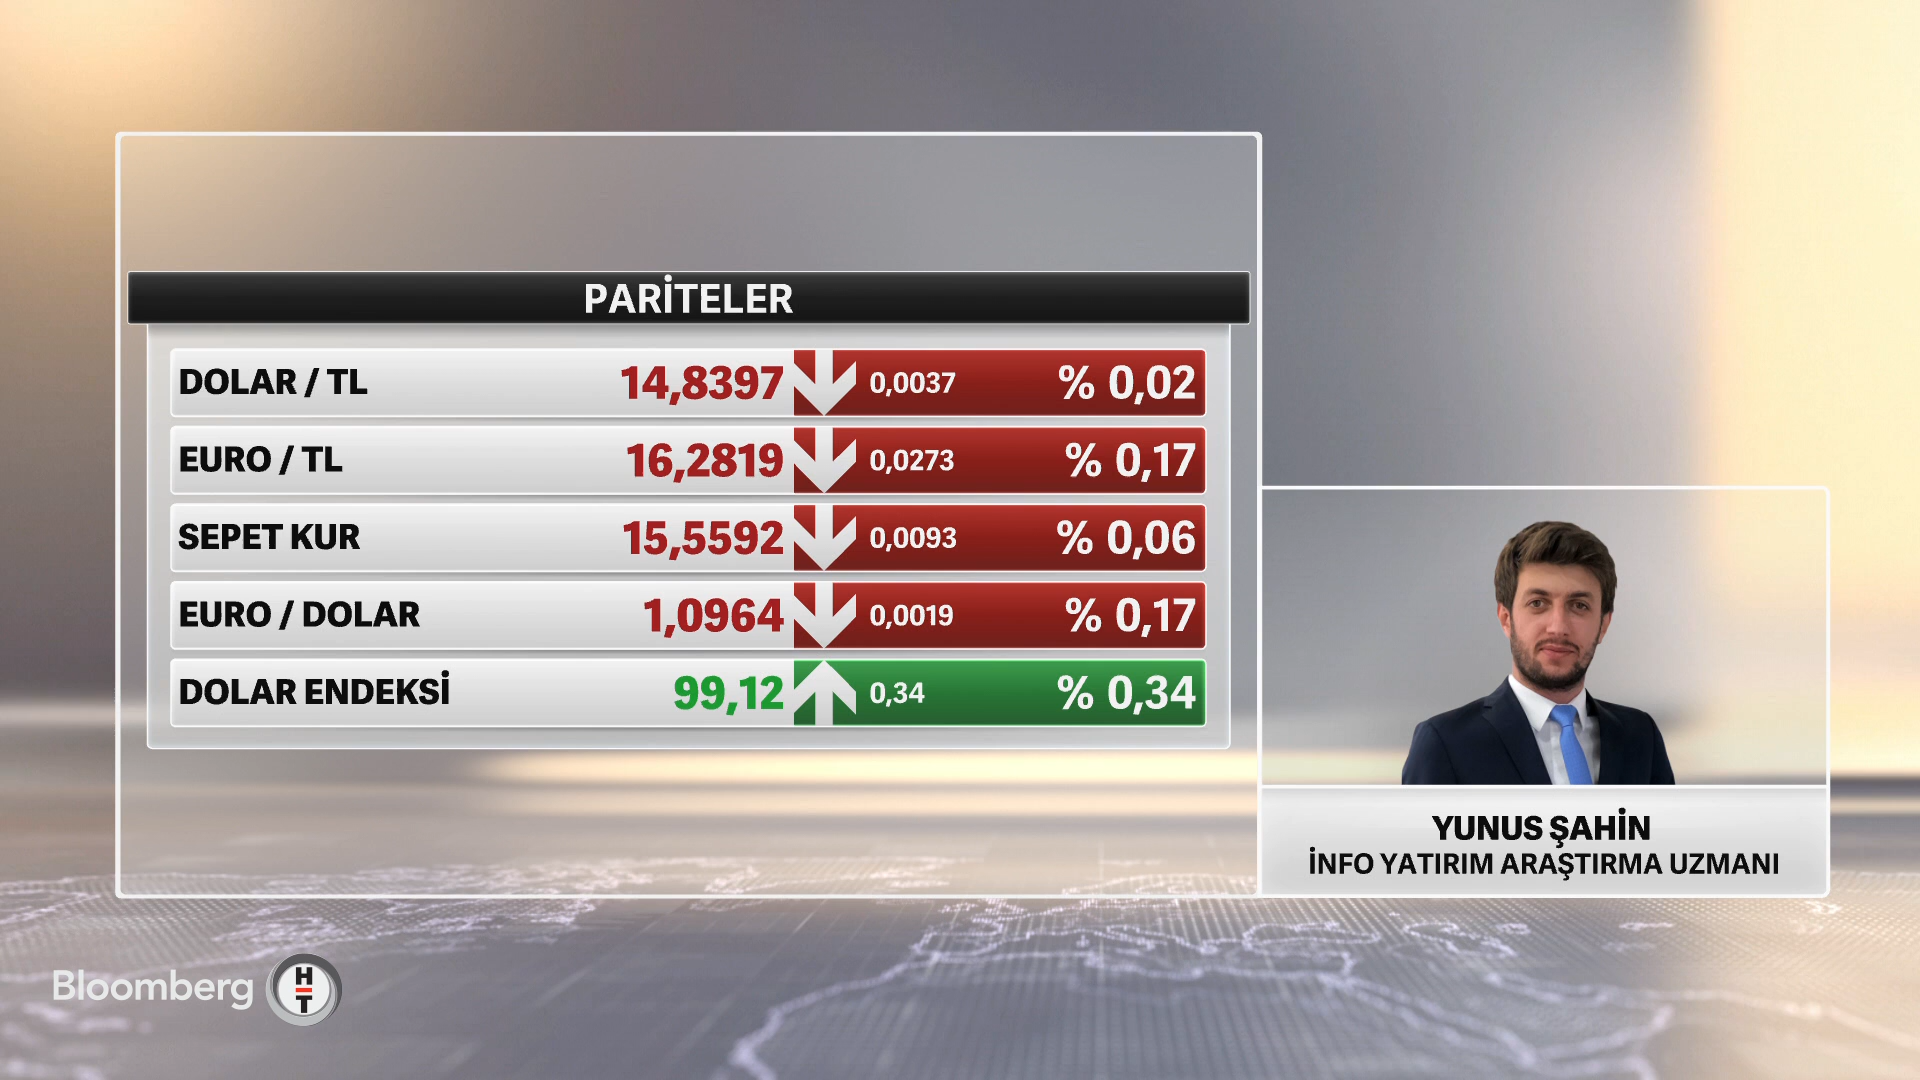 PARİTELER
DOLAR / TL 14,8397 0,0037 % 0,02
EURO / TL 16,2819 0,0273 % 0,17
SEPET KUR 15,5592 0,0093 % 0,06
EURO / DOLAR 1,0964 0,0019 % 0,17
DOLAR ENDEKSİ 99,12 0,34 % 0,34
YUNUS ŞAHİN
İNFO YATIRIM ARAŞTIRMA UZMANI
Bloomberg HT